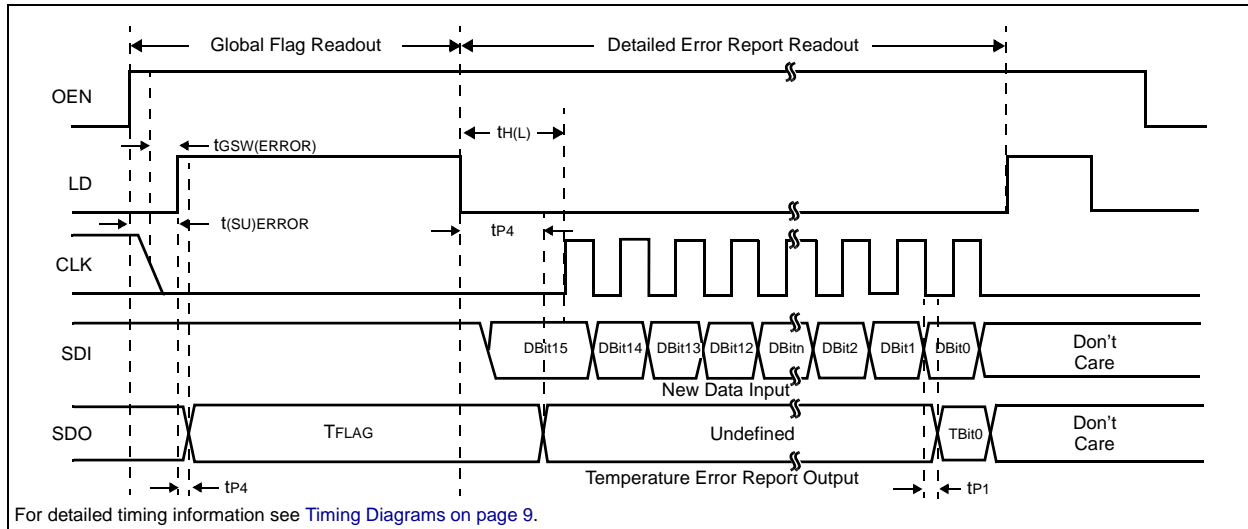 Global Flag Readout
Detailed Error Report Readout
OEN
tH(L)
tGSW(ERROR)
LD
t(SU)ERROR
tP4
CLK
SDI
DBit15
DBit14
DBit13
DBit12
DBitn
DBit2
DBit1
DBit0
Don't
Care
New Data Input
SDO
TFLAG
Undefined
TBit0
Don't
Care
Temperature Error Report Output
tP4
tP1
For detailed timing information see Timing Diagrams on page 9.